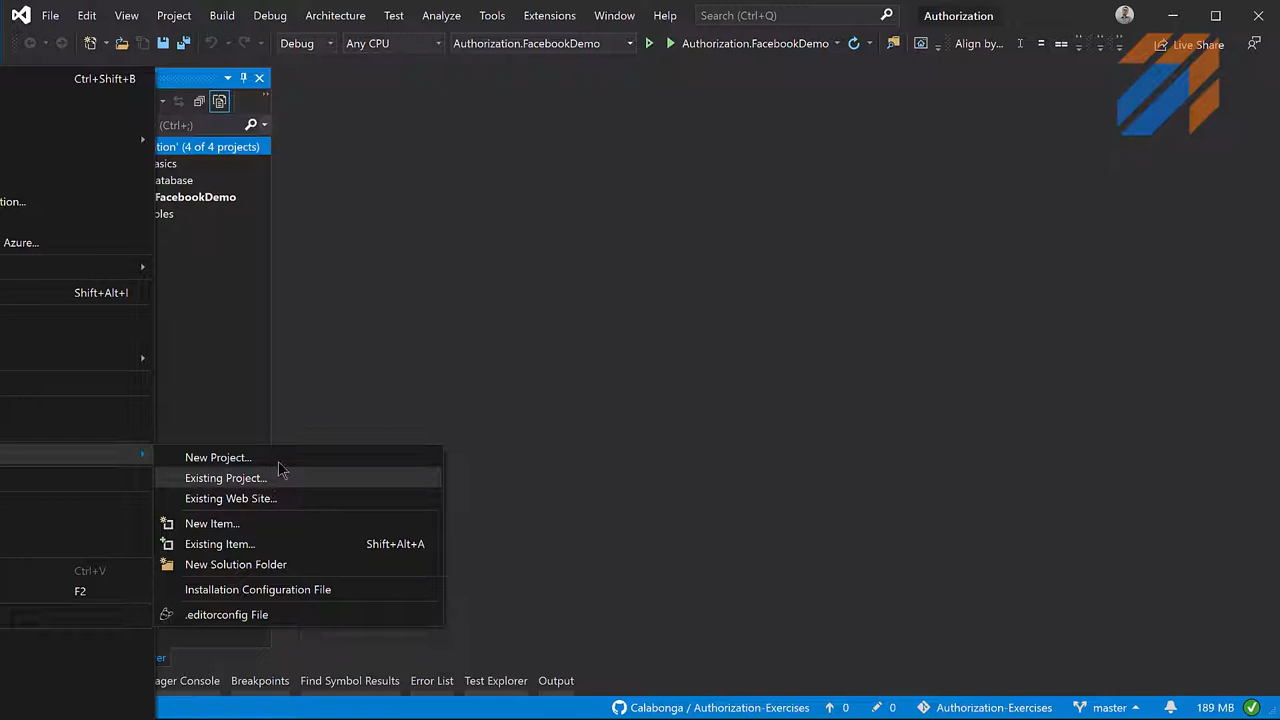 File Edit View Project Build Debug Architecture Test Analyze Tools Extensions Window Help Search (Ctrl+Q) Authorization
Debug Any CPU Authorization.FacebookDemo Authorization.FacebookDemo Align by... Live Share
Ctrl+Shift+B
(Ctrl+;)
tion' (4 of 4 projects)
asics
atabase
FacebookDemo
ples
tion...
Azure...
Shift+Alt+I
New Project...
Existing Project...
Existing Web Site...
New Item...
Existing Item... Shift+Alt+A
New Solution Folder
Installation Configuration File
.editorconfig File
Ctrl+V
F2
er
ager Console Breakpoints Find Symbol Results Error List Test Explorer Output
Calabonga / Authorization-Exercises 0 0 Authorization-Exercises master 189 MB